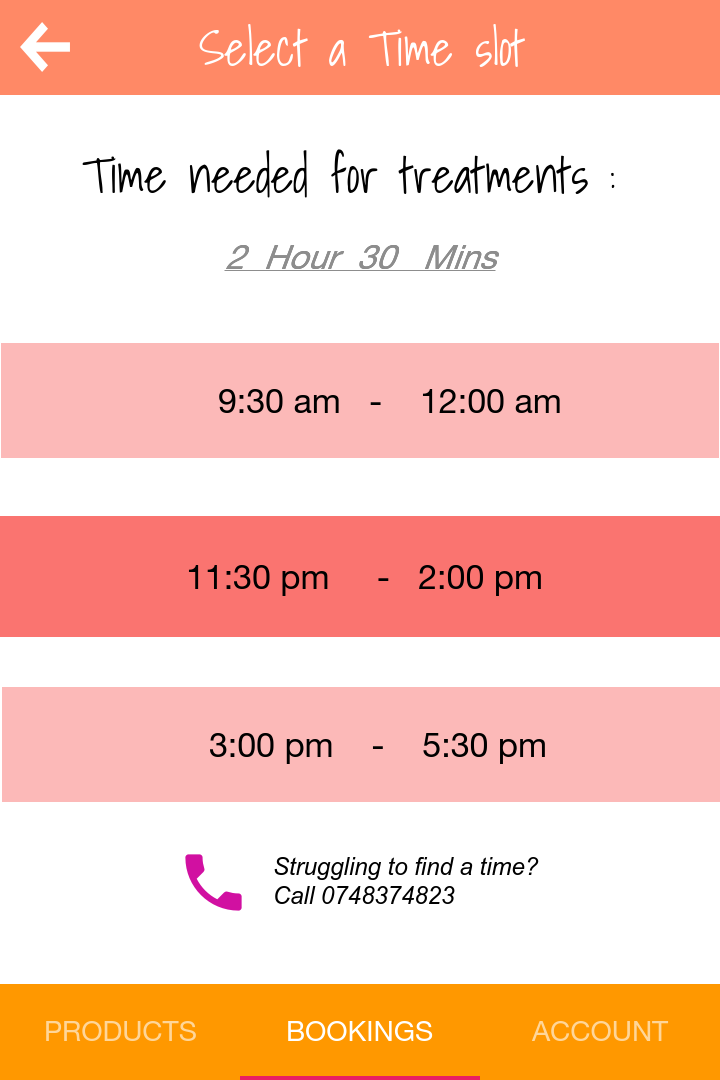 Select a Time slot
Time needed for treatments :
2 Hour 30 Mins
9:30 am - 12:00 am
11:30 pm - 2:00 pm
3:00 pm - 5:30 pm
Struggling to find a time?
Call 0748374823
PRODUCTS BOOKINGS ACCOUNT